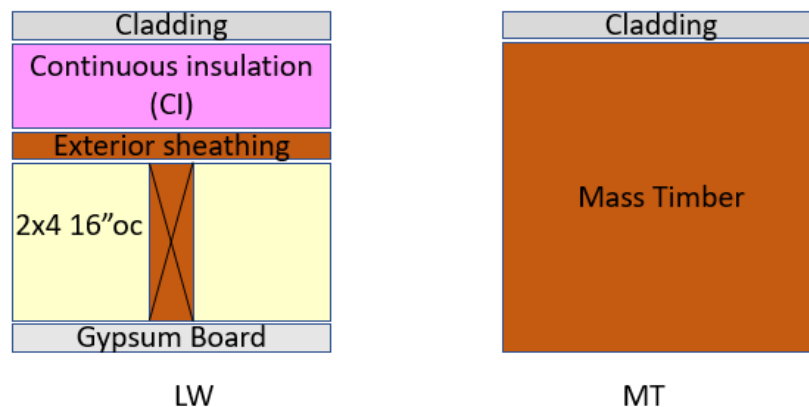 Cladding
Continuous insulation
(CI)
Exterior sheathing
2x4 16”oc
Gypsum Board
LW
Cladding
Mass Timber
MT